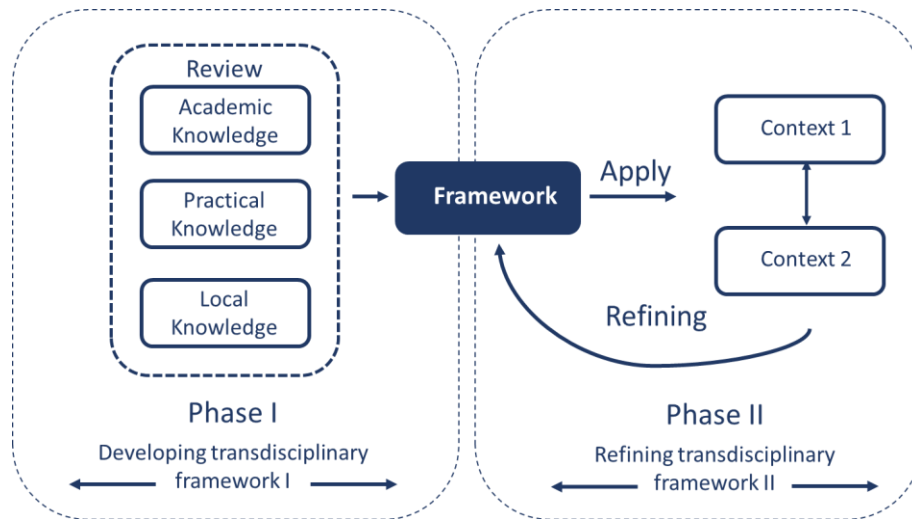 Review
Academic
Knowledge
Practical
Knowledge
Local
Knowledge
Phase I
Developing transdisciplinary
framework I
Framework
Apply
Context 1
Context 2
Refining
Phase II
Refining transdisciplinary
framework II